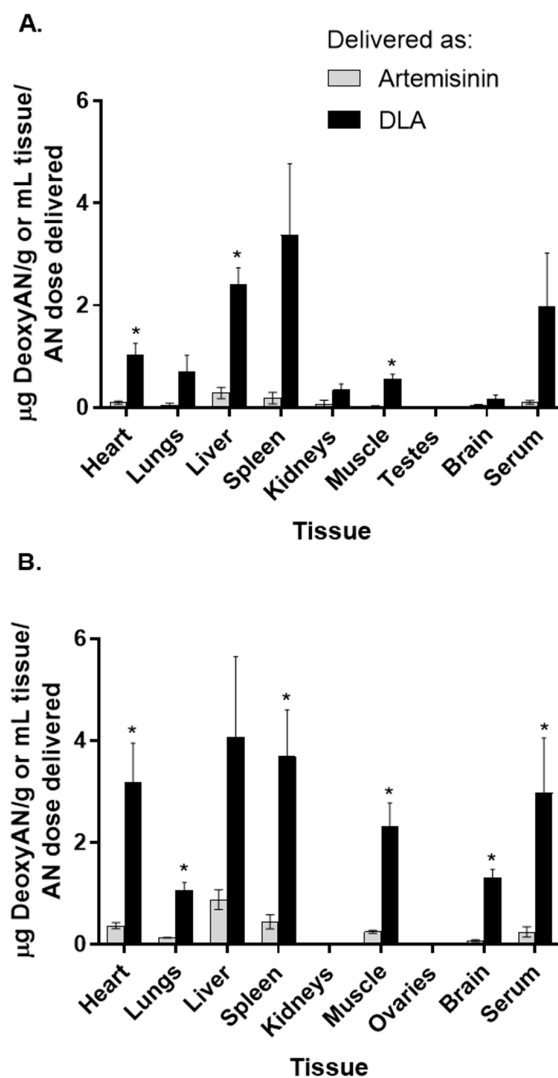 A.
Delivered as:
Artemisinin
DLA
µg DeoxyAN/g or mL tissue/
AN dose delivered
6
4
2
0
*
*
*
Heart
Lungs
Liver
Spleen
Kidneys
Muscle
Testes
Brain
Serum
Tissue
B.
µg DeoxyAN/g or mL tissue/
AN dose delivered
6
4
2
0
*
*
*
*
*
*
Heart
Lungs
Liver
Spleen
Kidneys
Muscle
Ovaries
Brain
Serum
Tissue